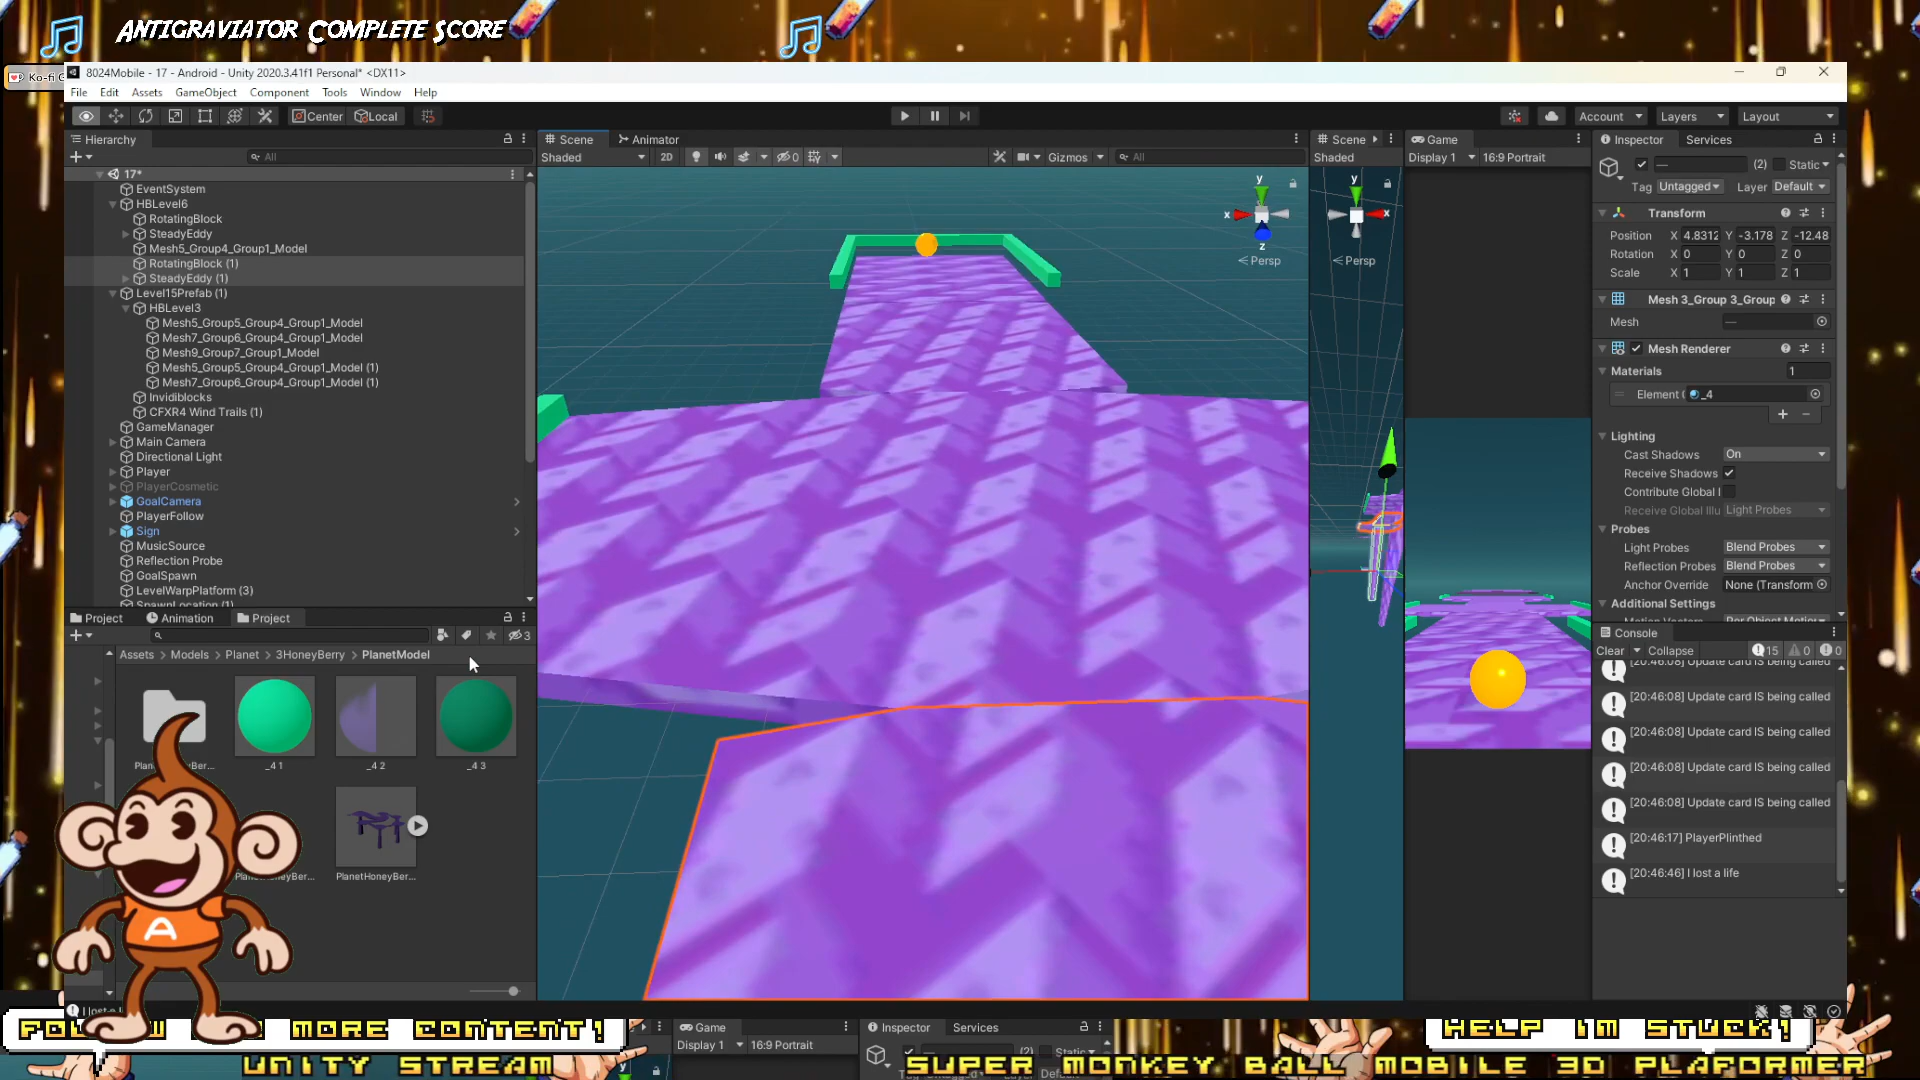 Antigraviator Complete Score
Ko-fi G
8024Mobile - 17 - Android - Unity 2020.3.41f1 Personal* <DX11>
File Edit Assets GameObject Component Tools Window Help
Center Local
Account Layers Layout
Hierarchy
All
17*
EventSystem
HBLevel6
RotatingBlock
SteadyEddy
Mesh5_Group4_Group1_Model
RotatingBlock (1)
SteadyEddy (1)
Level15Prefab (1)
HBLevel3
Mesh5_Group5_Group4_Group1_Model
Mesh7_Group6_Group4_Group1_Model
Mesh9_Group7_Group1_Model
Mesh5_Group5_Group4_Group1_Model (1)
Mesh7_Group6_Group4_Group1_Model (1)
Invidiblocks
CFXR4 Wind Trails (1)
GameManager
Main Camera
Directional Light
Player
PlayerCosmetic
GoalCamera
PlayerFollow
Sign
MusicSource
Reflection Probe
GoalSpawn
LevelWarpPlatform (3)
SpawnLocation (1)
Project Animation Project
3
Assets > Models > Planet > 3HoneyBerry > PlanetModel
_4 1
_4 2
_4 3
PlanetHoneyBer...
Scene Animator
Shaded 2D 0 Gizmos All
y
x
z
Persp
Scene
Shaded
y
x
Persp
Game
Display 1 16:9 Portrait
Inspector Services
— (2) Static
Tag Untagged Layer Default
Transform
Position X 4.8312 Y -3.178 Z -12.48
Rotation X 0 Y 0 Z 0
Scale X 1 Y 1 Z 1
Mesh 3_Group 3_Group
Mesh —
Mesh Renderer
Materials 1
Element _4
Lighting
Cast Shadows On
Receive Shadows
Contribute Global I
Receive Global Illu Light Probes
Probes
Light Probes Blend Probes
Reflection Probes Blend Probes
Anchor Override None (Transform
Additional Settings
Console
Clear Collapse 15 0 0
[20:46:08] Update card IS being called
[20:46:08] Update card IS being called
[20:46:08] Update card IS being called
[20:46:08] Update card IS being called
[20:46:08] Update card IS being called
[20:46:17] PlayerPlinthed
[20:46:46] I lost a life
A
MORE CONTENT!
HELP IM STUCK!
Game
Display 1 16:9 Portrait
Inspector Services
UNITY STREAM
SUPER MONKEY BALL MOBILE 3D PLAFORMER